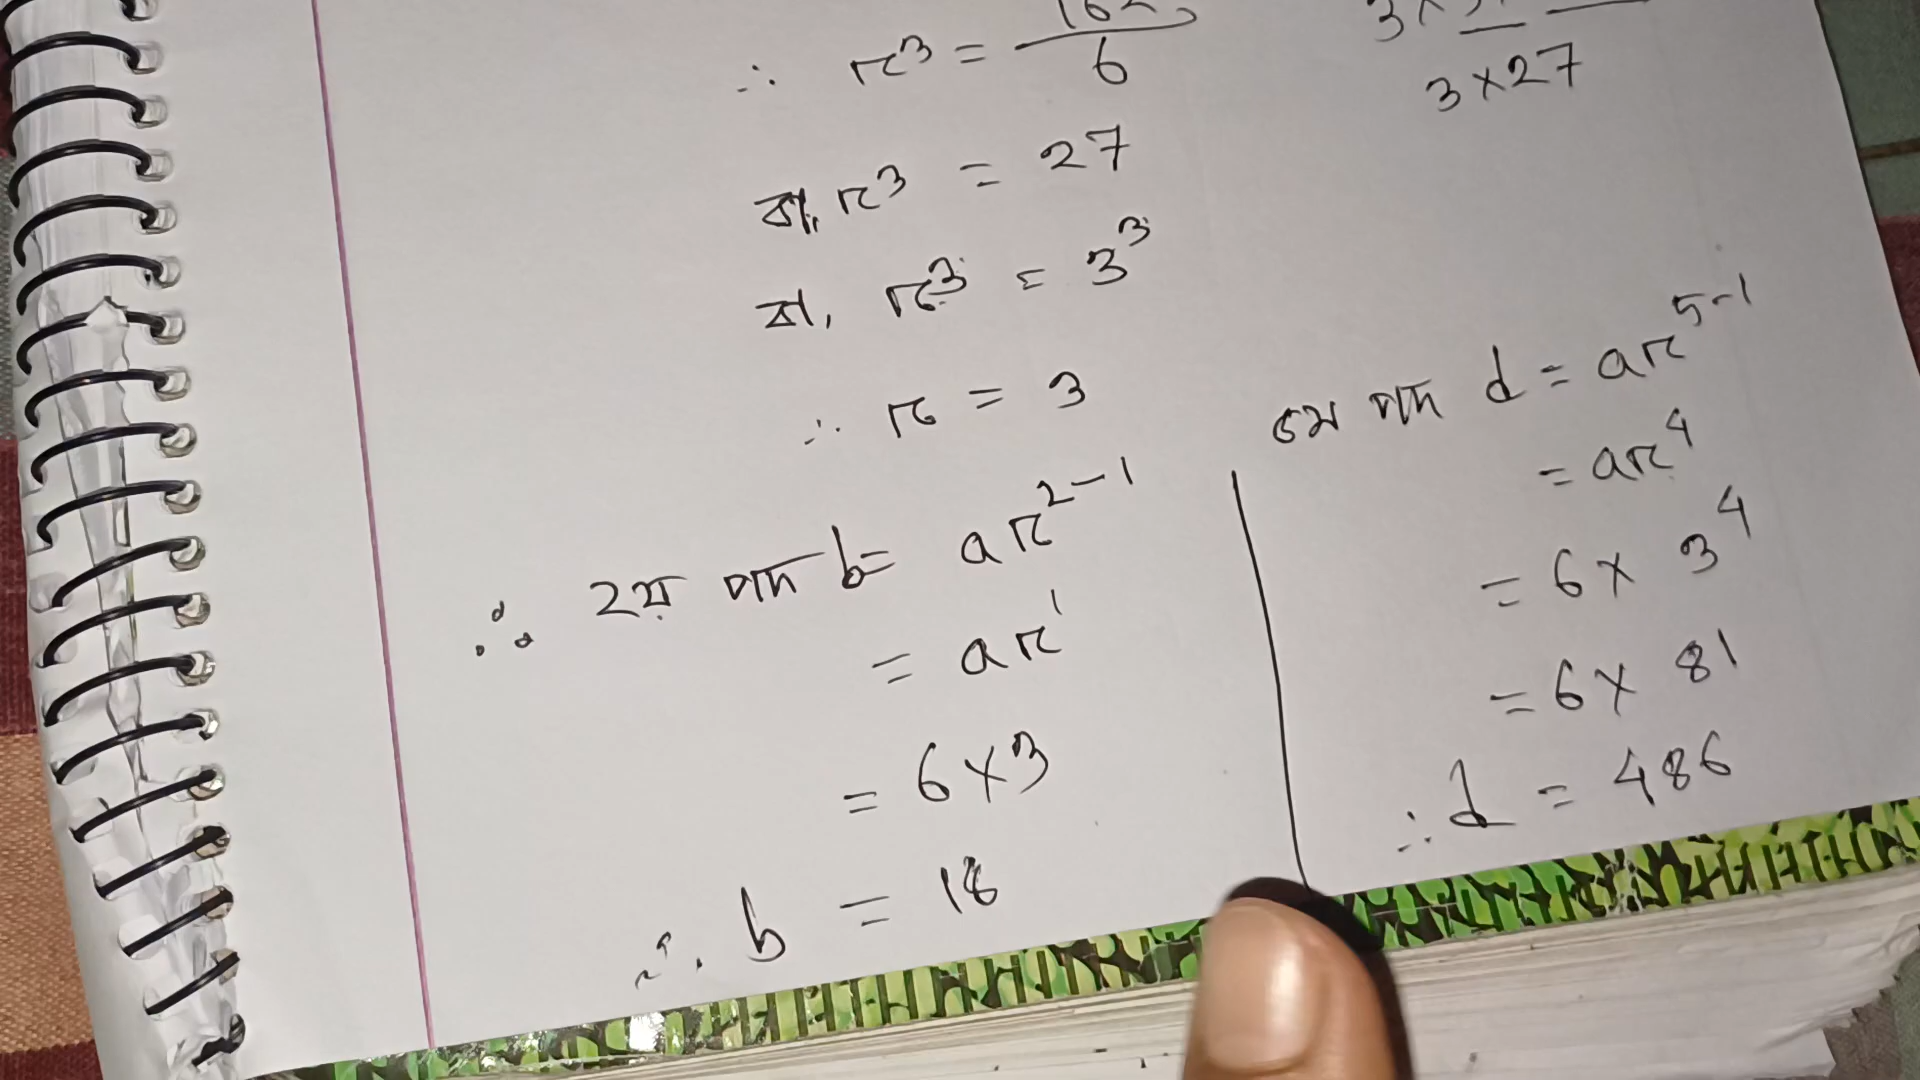 ∴ r³ = 162/6
3×27
বা, r³ = 27
বা, r³ = 3³
∴ r = 3
∴ ২য় পদ b = ar²⁻¹
= ar¹
= 6×3
∴ b = 18
৫ম পদ d = ar⁵⁻¹
= ar⁴
= 6× 3⁴
= 6× 81
∴ d = 486